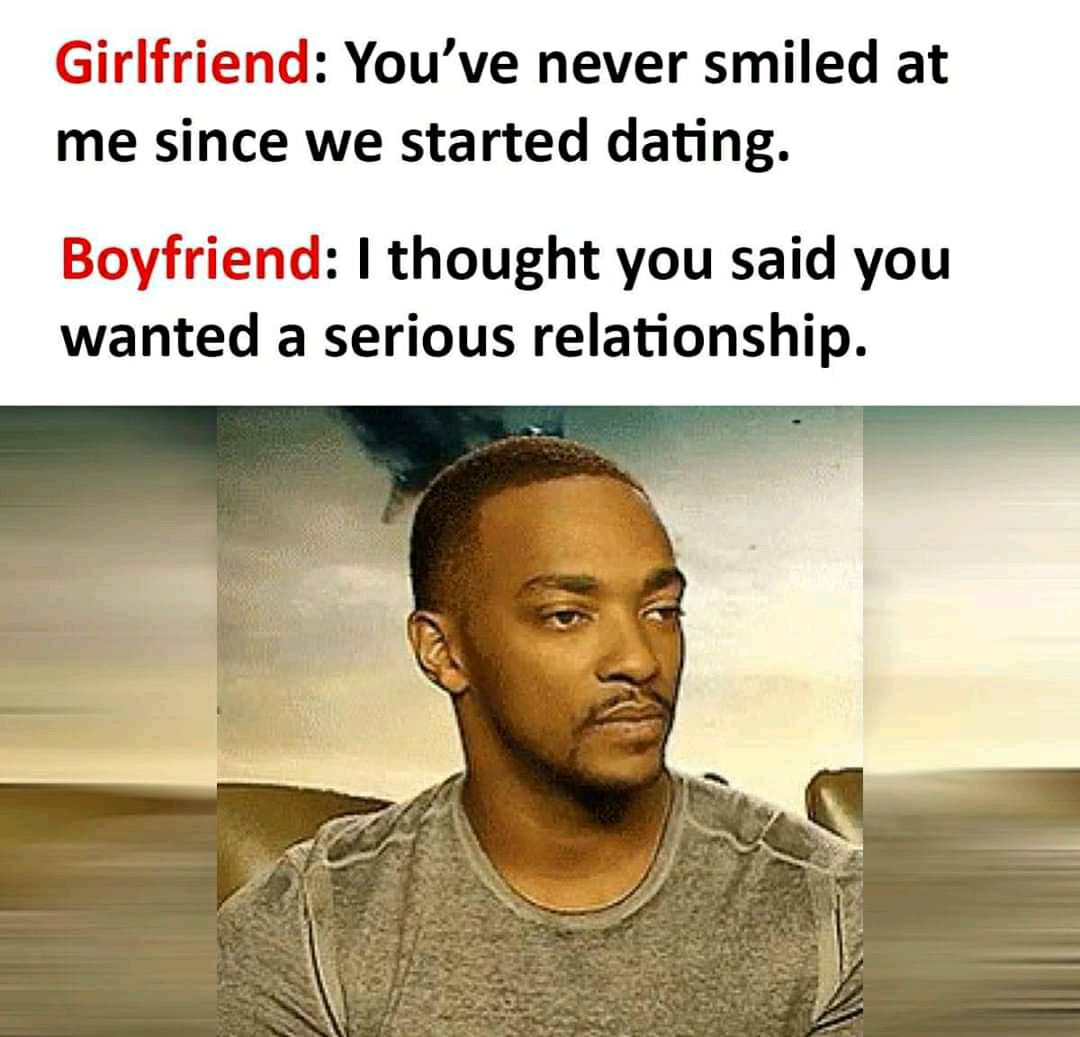 Girlfriend: You’ve never smiled at
me since we started dating.
Boyfriend: I thought you said you
wanted a serious relationship.